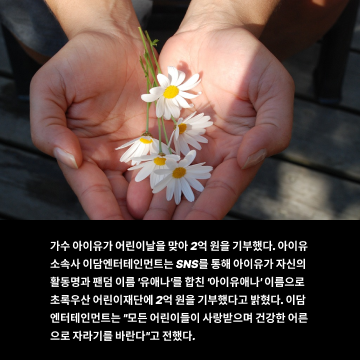 가수 아이유가 어린이날을 맞아 2억 원을 기부했다. 아이유
소속사 이담엔터테인먼트는 SNS를 통해 아이유가 자신의
활동명과 팬덤 이름 '유애나'를 합친 '아이유애나' 이름으로
초록우산 어린이재단에 2억 원을 기부했다고 밝혔다. 이담
엔터테인먼트는 "모든 어린이들이 사랑받으며 건강한 어른
으로 자라기를 바란다"고 전했다.